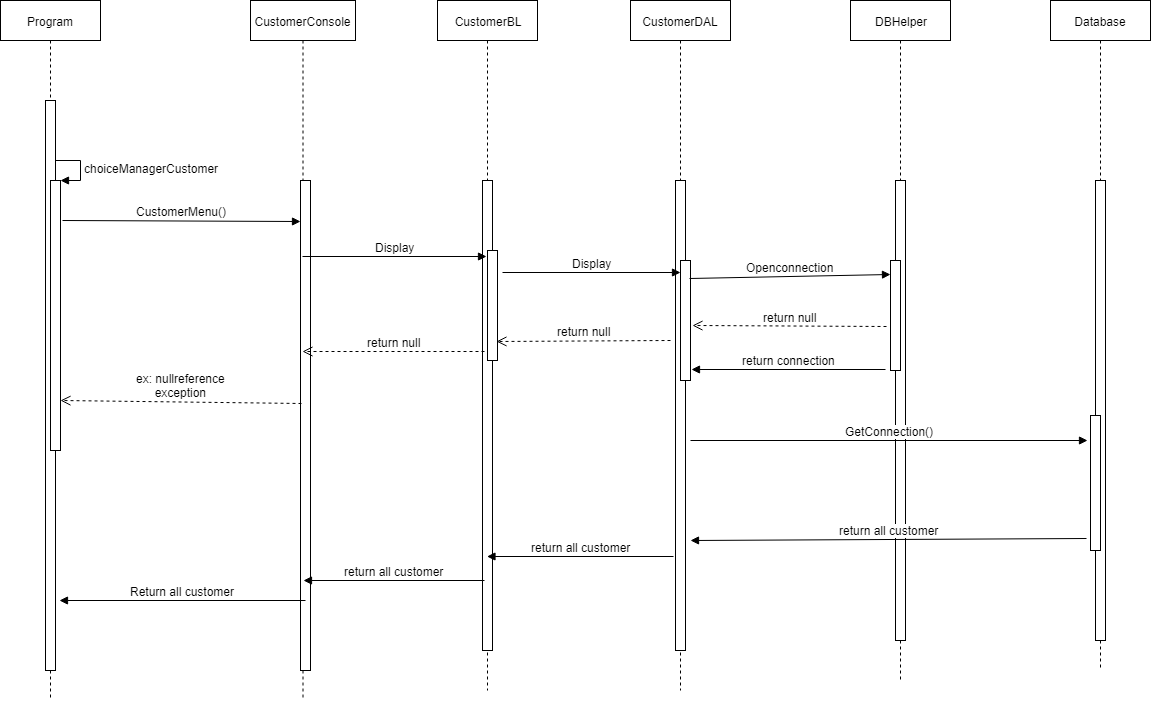 Program
CustomerConsole
CustomerBL
CustomerDAL
DBHelper
Database
choiceManagerCustomer
CustomerMenu()
Display
Display
Openconnection
return null
return null
return null
return connection
ex: nullreference
exception
GetConnection()
return all customer
return all customer
return all customer
Return all customer